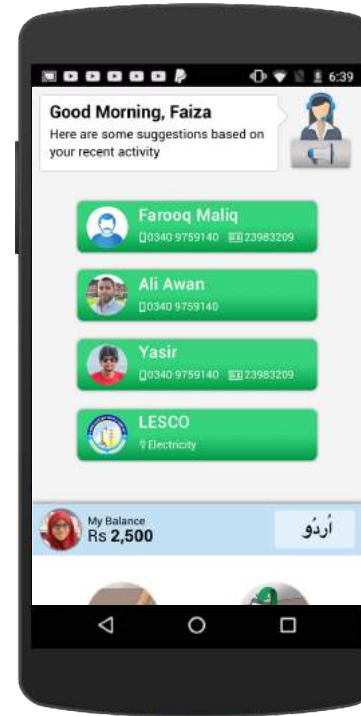 6:39
Good Morning, Faiza
Here are some suggestions based on
your recent activity
Farooq Maliq
0340 9759140 23983209
Ali Awan
0340 9759140
Yasir
0340 9759140 23983209
LESCO
Electricity
My Balance
Rs 2,500
اُردُو